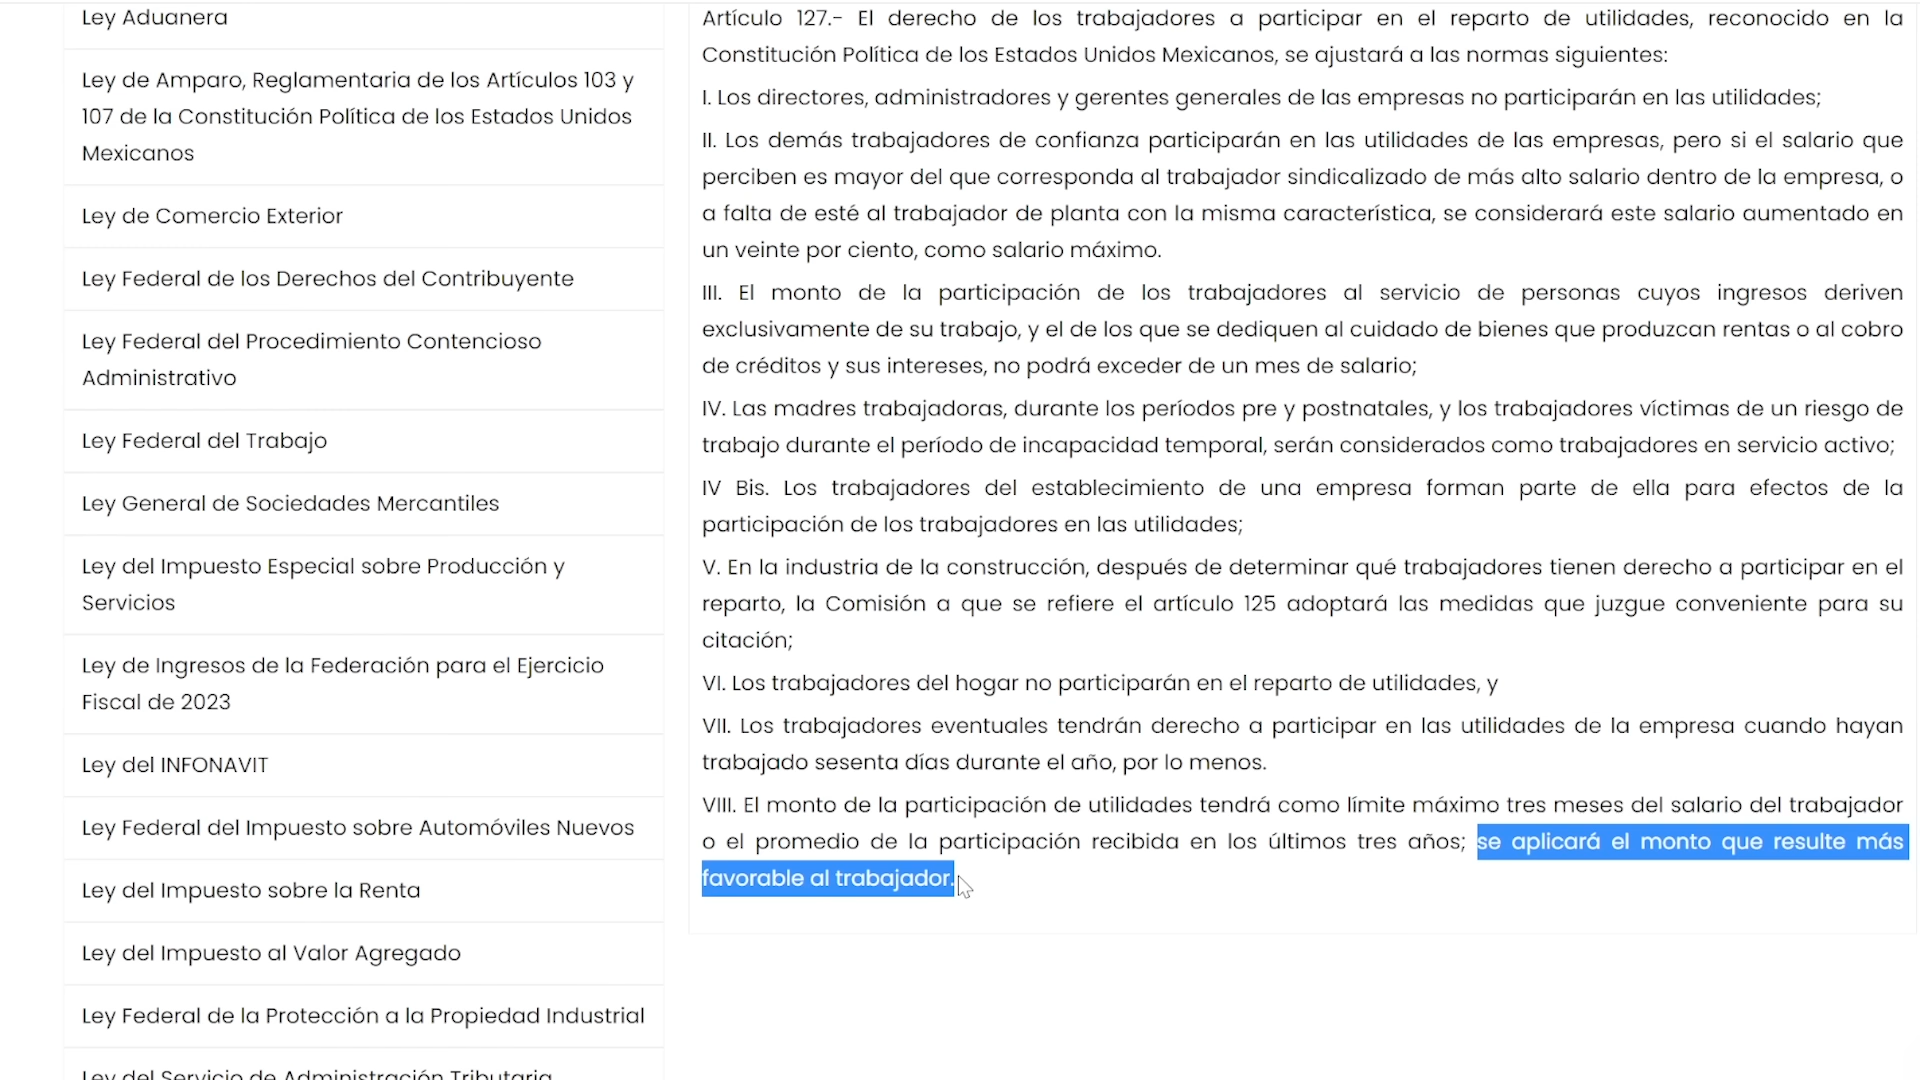 Ley Aduanera
Ley de Amparo, Reglamentaria de los Artículos 103 y
107 de la Constitución Política de los Estados Unidos
Mexicanos
Ley de Comercio Exterior
Ley Federal de los Derechos del Contribuyente
Ley Federal del Procedimiento Contencioso
Administrativo
Ley Federal del Trabajo
Ley General de Sociedades Mercantiles
Ley del Impuesto Especial sobre Producción y
Servicios
Ley de Ingresos de la Federación para el Ejercicio
Fiscal de 2023
Ley del INFONAVIT
Ley Federal del Impuesto sobre Automóviles Nuevos
Ley del Impuesto sobre la Renta
Ley del Impuesto al Valor Agregado
Ley Federal de la Protección a la Propiedad Industrial
Ley del Servicio de Administración Tributaria
Artículo 127.- El derecho de los trabajadores a participar en el reparto de utilidades, reconocido en la
Constitución Política de los Estados Unidos Mexicanos, se ajustará a las normas siguientes:
I. Los directores, administradores y gerentes generales de las empresas no participarán en las utilidades;
II. Los demás trabajadores de confianza participarán en las utilidades de las empresas, pero si el salario que
perciben es mayor del que corresponda al trabajador sindicalizado de más alto salario dentro de la empresa, o
a falta de esté al trabajador de planta con la misma característica, se considerará este salario aumentado en
un veinte por ciento, como salario máximo.
III. El monto de la participación de los trabajadores al servicio de personas cuyos ingresos deriven
exclusivamente de su trabajo, y el de los que se dediquen al cuidado de bienes que produzcan rentas o al cobro
de créditos y sus intereses, no podrá exceder de un mes de salario;
IV. Las madres trabajadoras, durante los períodos pre y postnatales, y los trabajadores víctimas de un riesgo de
trabajo durante el período de incapacidad temporal, serán considerados como trabajadores en servicio activo;
IV Bis. Los trabajadores del establecimiento de una empresa forman parte de ella para efectos de la
participación de los trabajadores en las utilidades;
V. En la industria de la construcción, después de determinar qué trabajadores tienen derecho a participar en el
reparto, la Comisión a que se refiere el artículo 125 adoptará las medidas que juzgue conveniente para su
citación;
VI. Los trabajadores del hogar no participarán en el reparto de utilidades, y
VII. Los trabajadores eventuales tendrán derecho a participar en las utilidades de la empresa cuando hayan
trabajado sesenta días durante el año, por lo menos.
VIII. El monto de la participación de utilidades tendrá como límite máximo tres meses del salario del trabajador
o el promedio de la participación recibida en los últimos tres años; se aplicará el monto que resulte más
favorable al trabajador.